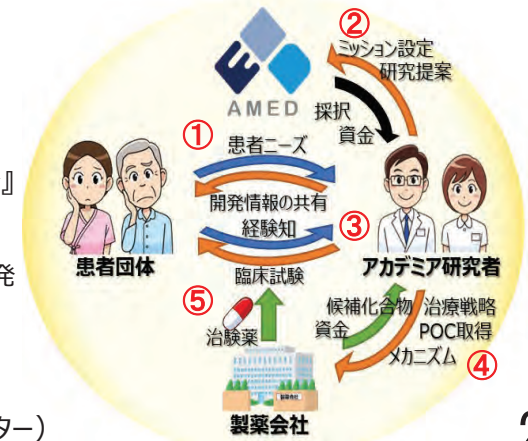 ②
ミッション設定
研究提案
AMED
採択
資金
①
患者ニーズ
』
開発情報の共有
経験知
③
患者団体
アカデミア研究者
発
臨床試験
⑤
候補化合物
治療戦略
資金
POC取得
治験薬
メカニズム
④
製薬会社
製薬会社
ター）